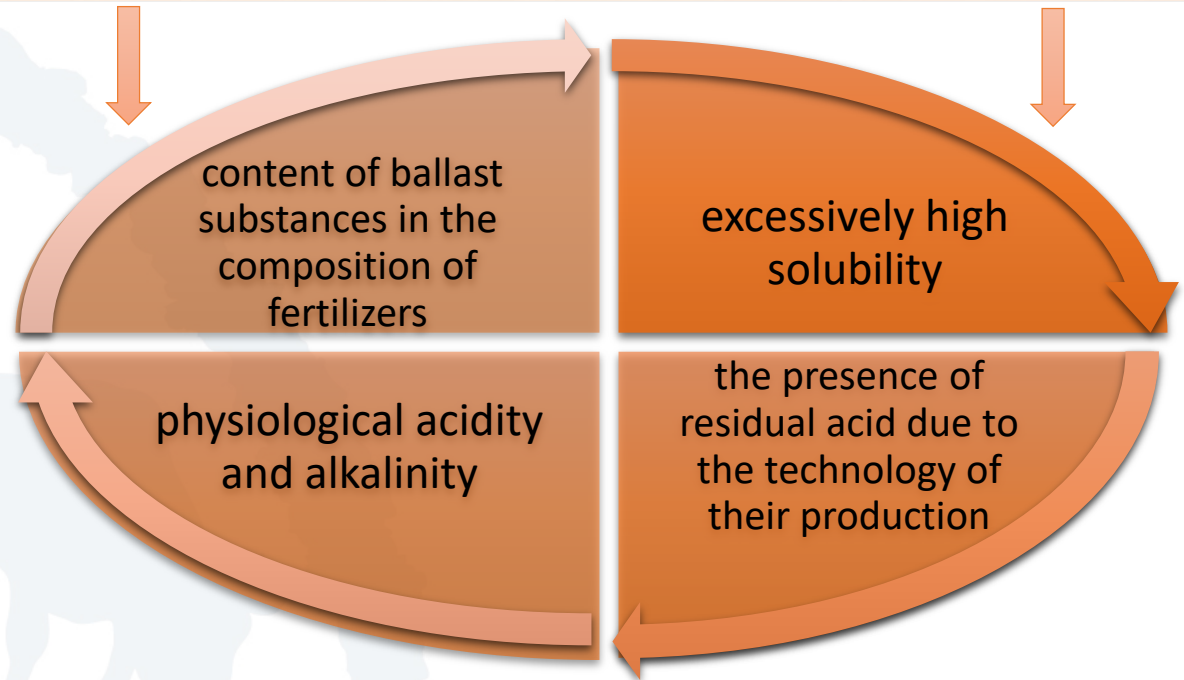 content of ballast
substances in the
composition of
fertilizers
excessively high
solubility
physiological acidity
and alkalinity
the presence of
residual acid due to
the technology of
their production